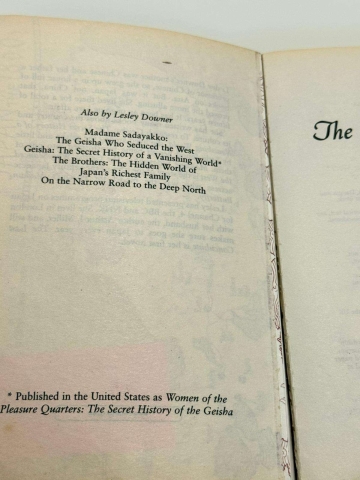 Also by Lesley Downer
Madame Sadayakko:
The Geisha Who Seduced the West
Geisha: The Secret History of a Vanishing World*
The Brothers: The Hidden World of
Japan's Richest Family
On the Narrow Road to the Deep North
* Published in the United States as Women of the
Pleasure Quarters: The Secret History of the Geisha
The